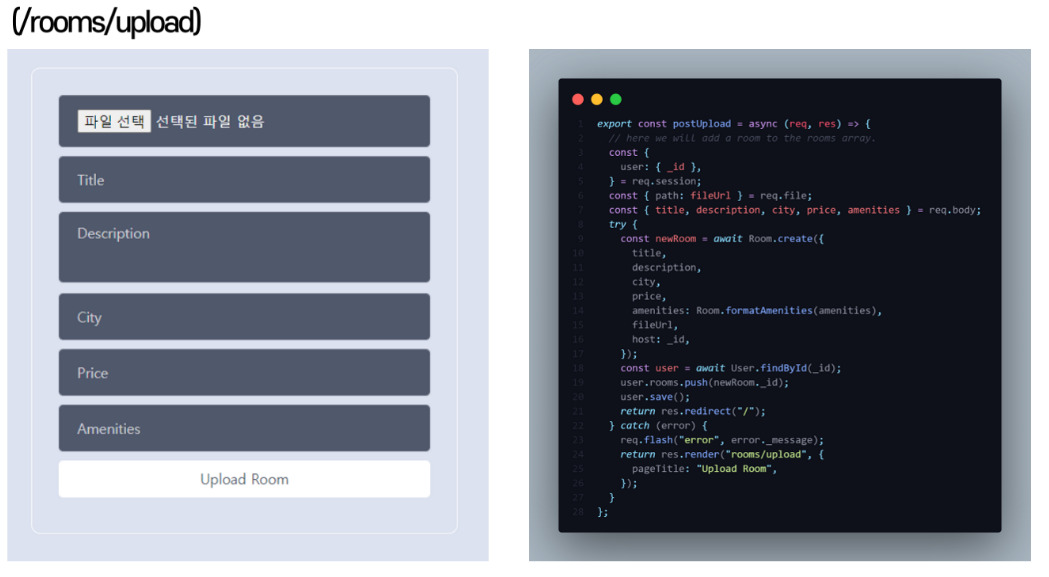 (/rooms/upload)
파일 선택 선택된 파일 없음
Title
Description
City
Price
Amenities
Upload Room
1 export const postUpload = async (req, res) => {
2 // here we will add a room to the rooms array.
3 const {
4 user: { _id },
5 } = req.session;
6 const { path: fileUrl } = req.file;
7 const { title, description, city, price, amenities } = req.body;
8 try {
9 const newRoom = await Room.create({
10 title,
11 description,
12 city,
13 price,
14 amenities: Room.formatAmenities(amenities),
15 fileUrl,
16 host: _id,
17 });
18 const user = await User.findById(_id);
19 user.rooms.push(newRoom._id);
20 user.save();
21 return res.redirect("/");
22 } catch (error) {
23 req.flash("error", error._message);
24 return res.render("rooms/upload", {
25 pageTitle: "Upload Room",
26 });
27 }
28 };